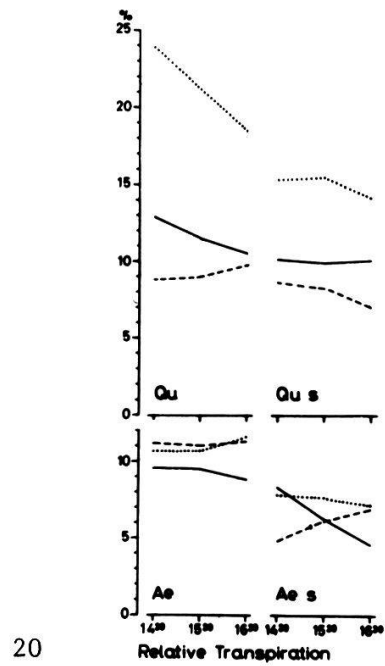 %
25
20
15
10
5
0
Qu
Qu s
10
5
0
Ae
Ae s
14³⁰ 15³⁰ 16³⁰ 14³⁰ 15³⁰ 16³⁰
20
Relative Transpiration